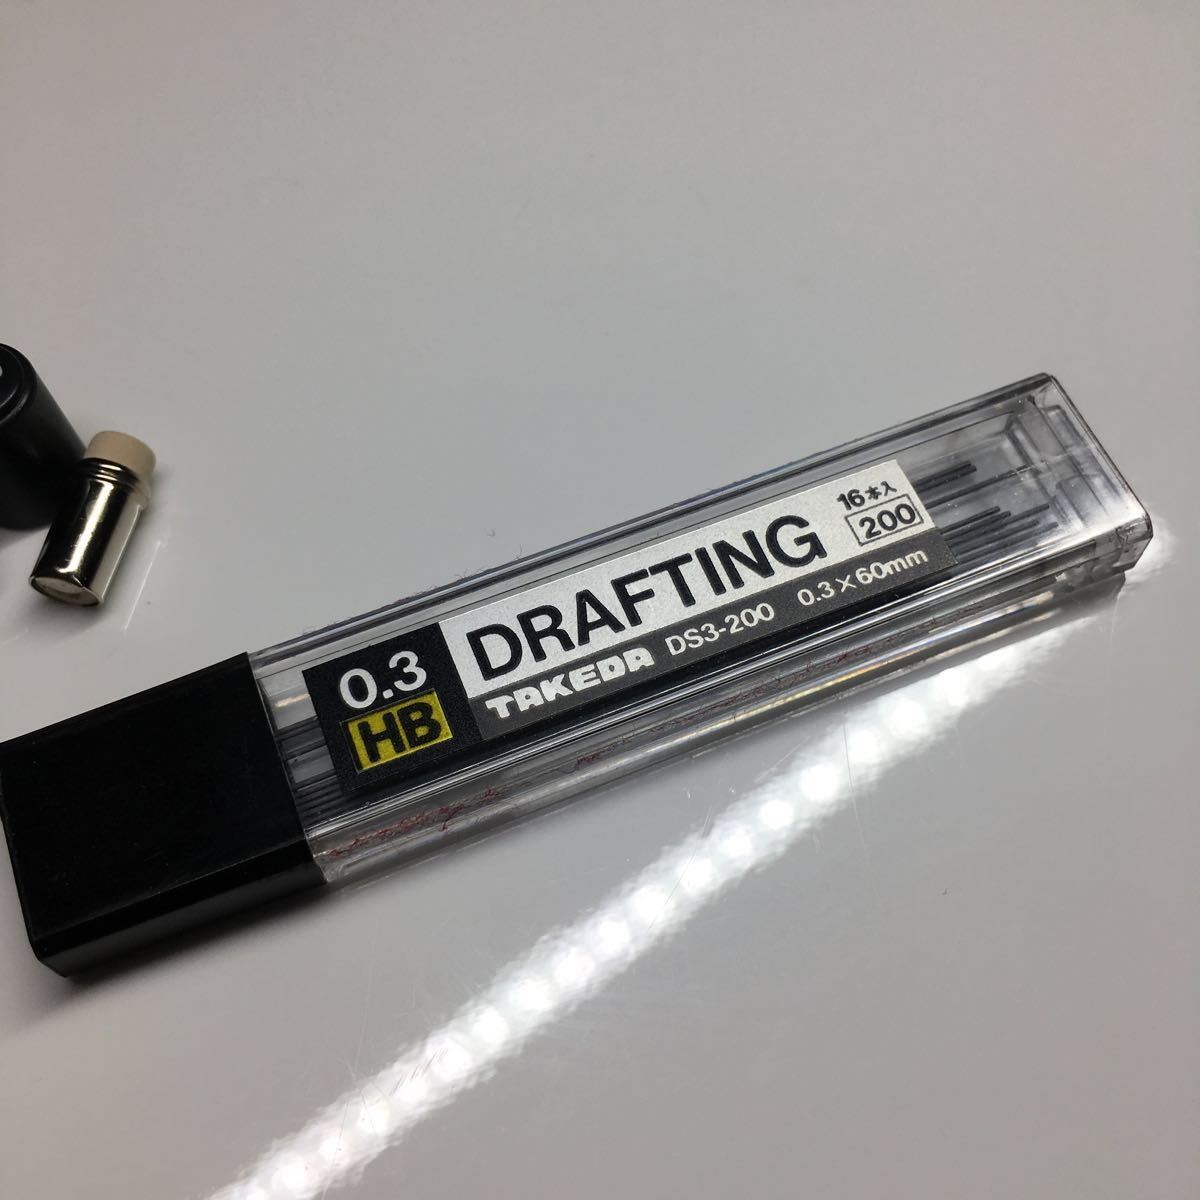 0.3
HB
DRAFTING
16本入
200
TAKEDA DS3-200 0.3×60mm